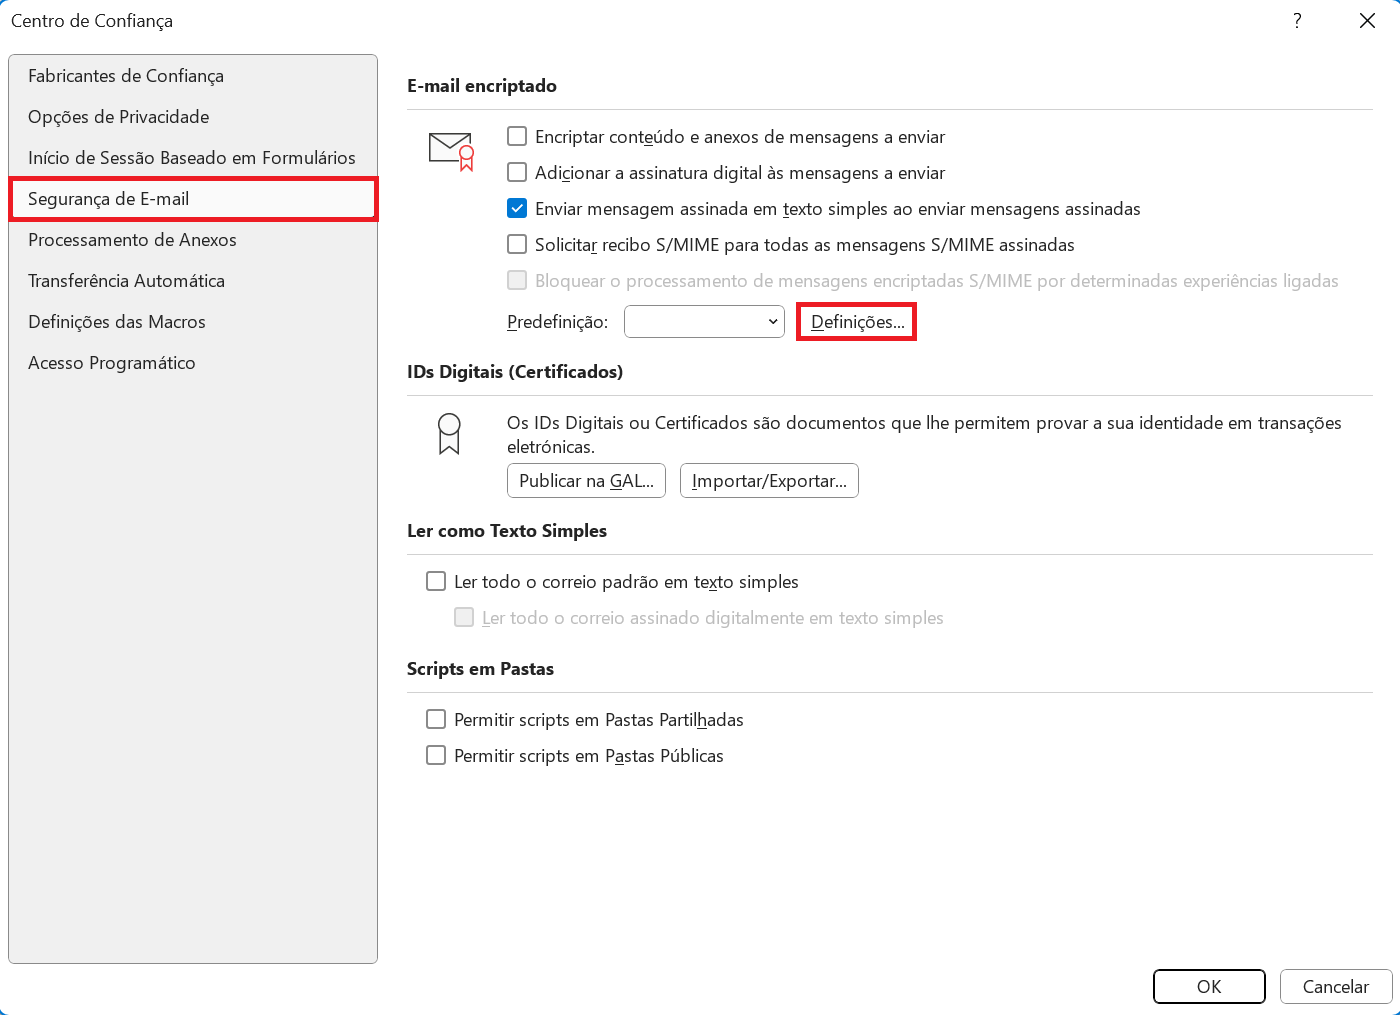 Centro de Confiança
?
Fabricantes de Confiança
Opções de Privacidade
Início de Sessão Baseado em Formulários
Segurança de E-mail
Processamento de Anexos
Transferência Automática
Definições das Macros
Acesso Programático
E-mail encriptado
Encriptar conteúdo e anexos de mensagens a enviar
Adicionar a assinatura digital às mensagens a enviar
Enviar mensagem assinada em texto simples ao enviar mensagens assinadas
Solicitar recibo S/MIME para todas as mensagens S/MIME assinadas
Bloquear o processamento de mensagens encriptadas S/MIME por determinadas experiências ligadas
Predefinição: Definições...
IDs Digitais (Certificados)
Os IDs Digitais ou Certificados são documentos que lhe permitem provar a sua identidade em transações
eletrónicas.
Publicar na GAL... Importar/Exportar...
Ler como Texto Simples
Ler todo o correio padrão em texto simples
Ler todo o correio assinado digitalmente em texto simples
Scripts em Pastas
Permitir scripts em Pastas Partilhadas
Permitir scripts em Pastas Públicas
OK Cancelar